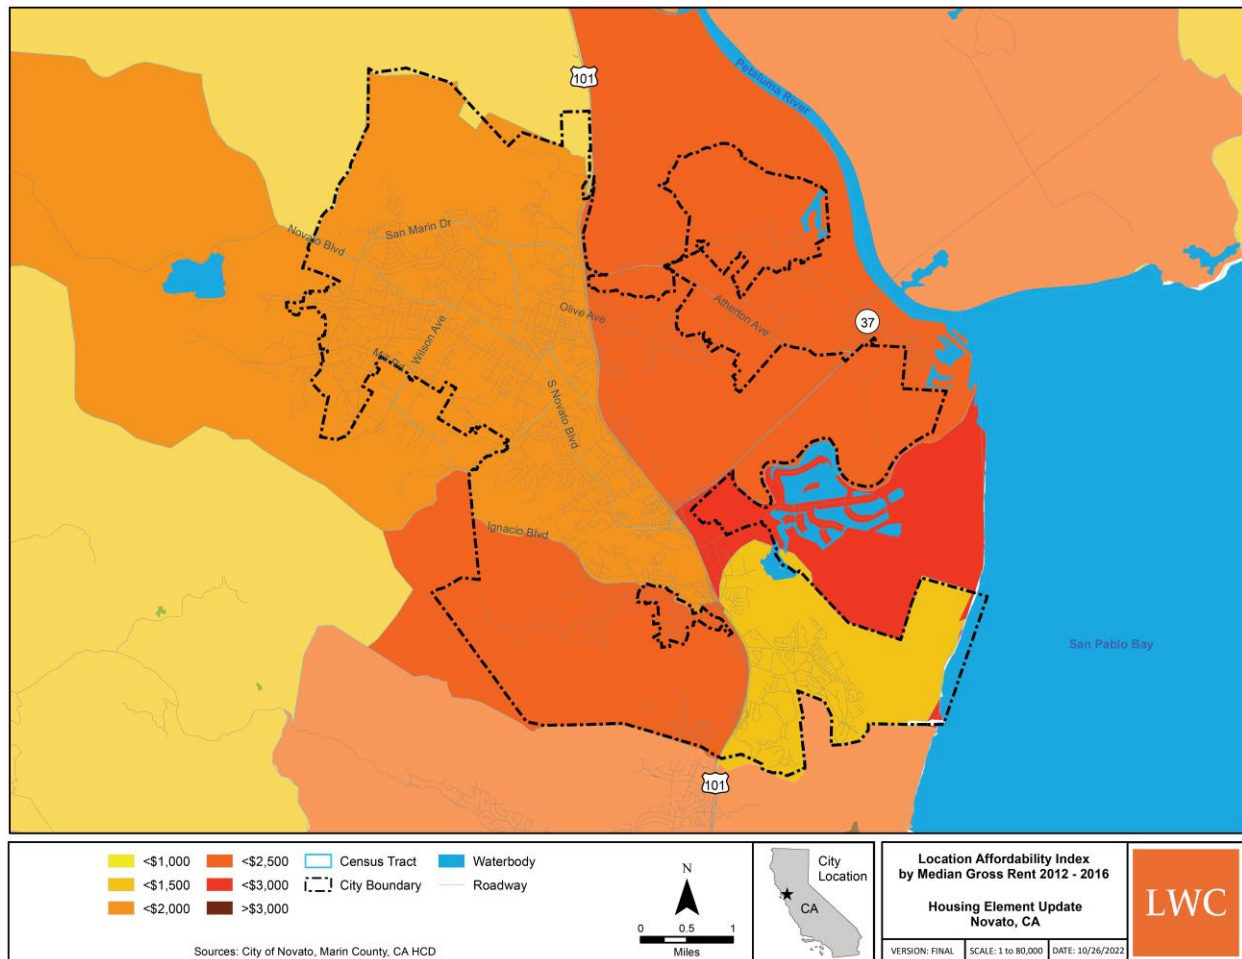 101
Petaluma River
Novato Blvd
San Marin Dr
Olive Ave
Atherton Ave
37
Wilson Ave
Mill Rd
S Novato Blvd
Ignacio Blvd
San Pablo Bay
101
<$1,000
<$1,500
<$2,000
<$2,500
<$3,000
>$3,000
Census Tract
City Boundary
Waterbody
Roadway
Sources: City of Novato, Marin County, CA HCD
N
0 0.5 1
Miles
City
Location
CA
Location Affordability Index
by Median Gross Rent 2012 - 2016
Housing Element Update
Novato, CA
VERSION: FINAL
SCALE: 1 to 80,000
DATE: 10/26/2022
LWC